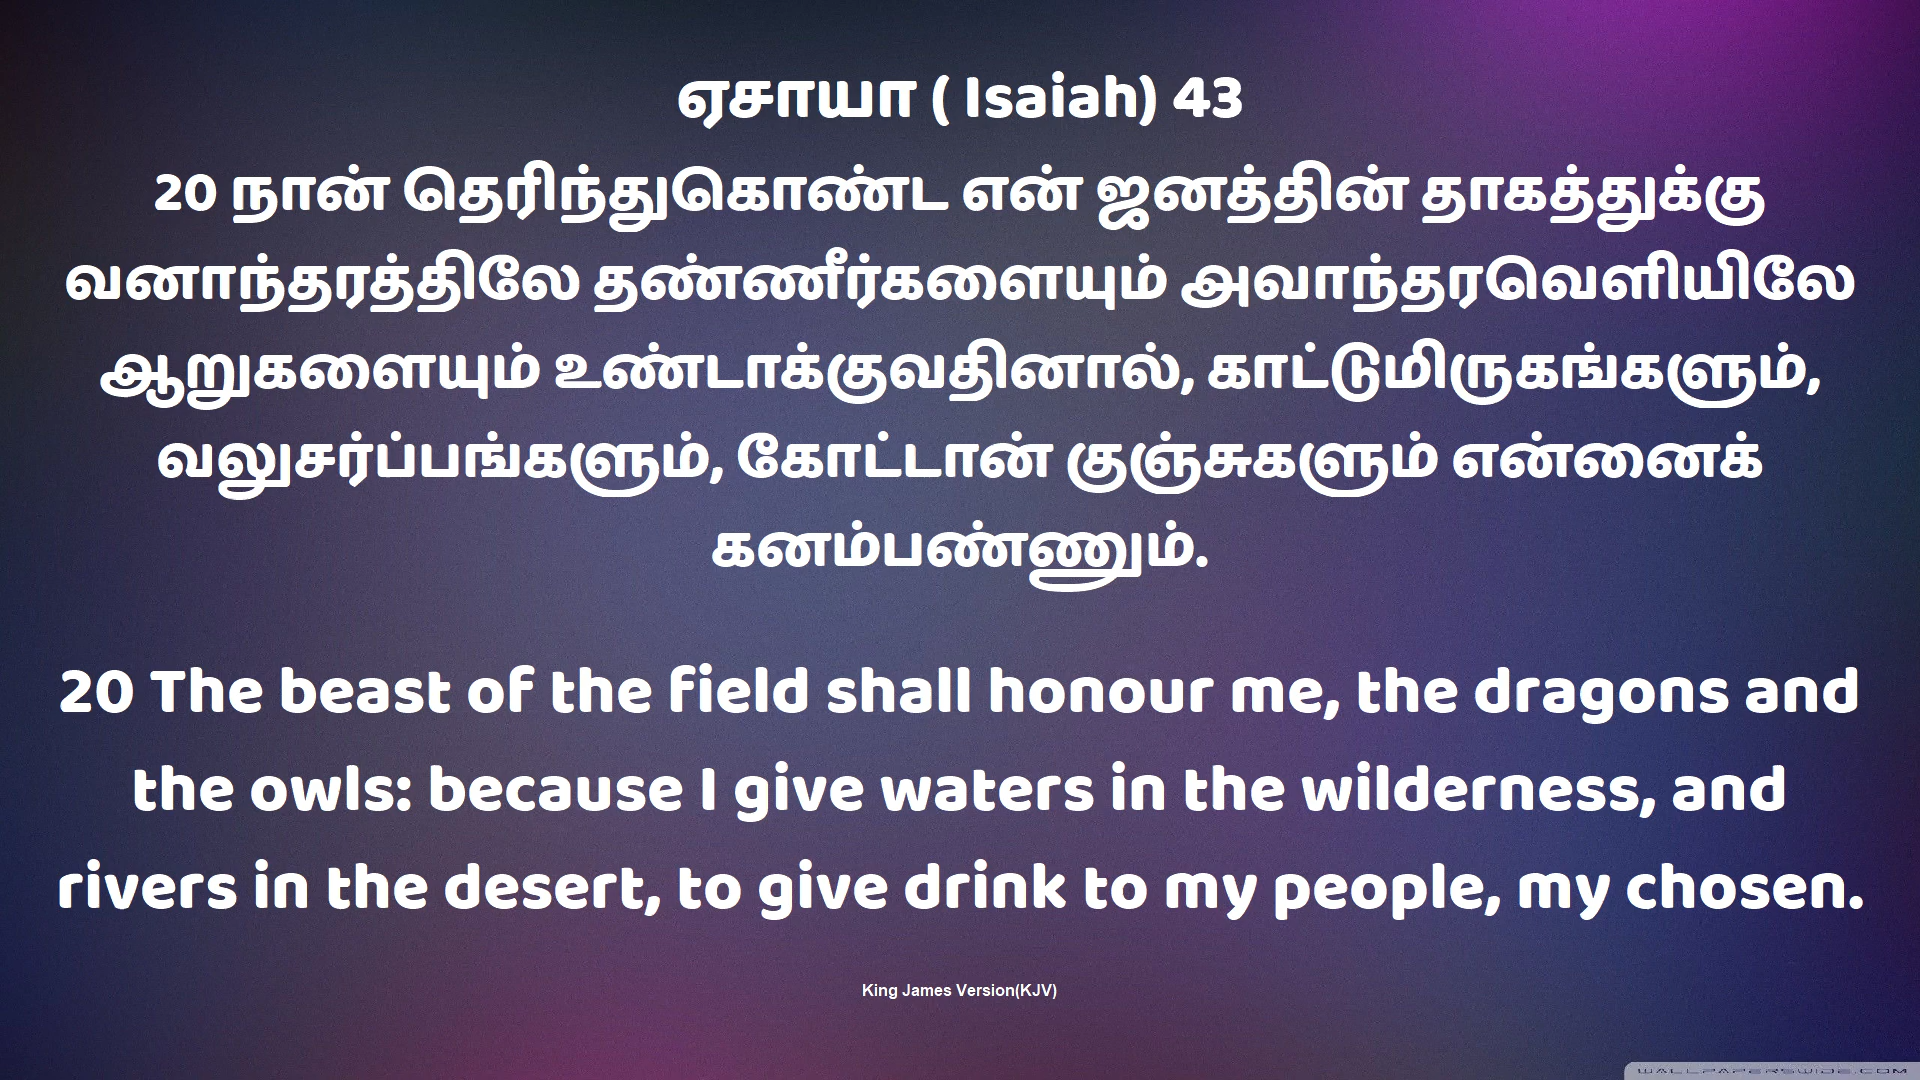 ஏசாயா ( Isaiah) 43
20 நான் தெரிந்துகொண்ட என் ஜனத்தின் தாகத்துக்கு
வனாந்தரத்திலே தண்ணீர்களையும் அவாந்தரவெளியிலே
ஆறுகளையும் உண்டாக்குவதினால், காட்டுமிருகங்களும்,
வலுசர்ப்பங்களும், கோட்டான் குஞ்சுகளும் என்னைக்
கனம்பண்ணும்.
20 The beast of the field shall honour me, the dragons and
the owls: because I give waters in the wilderness, and
rivers in the desert, to give drink to my people, my chosen.
King James Version(KJV)
WALLPAPERSWIDE.COM